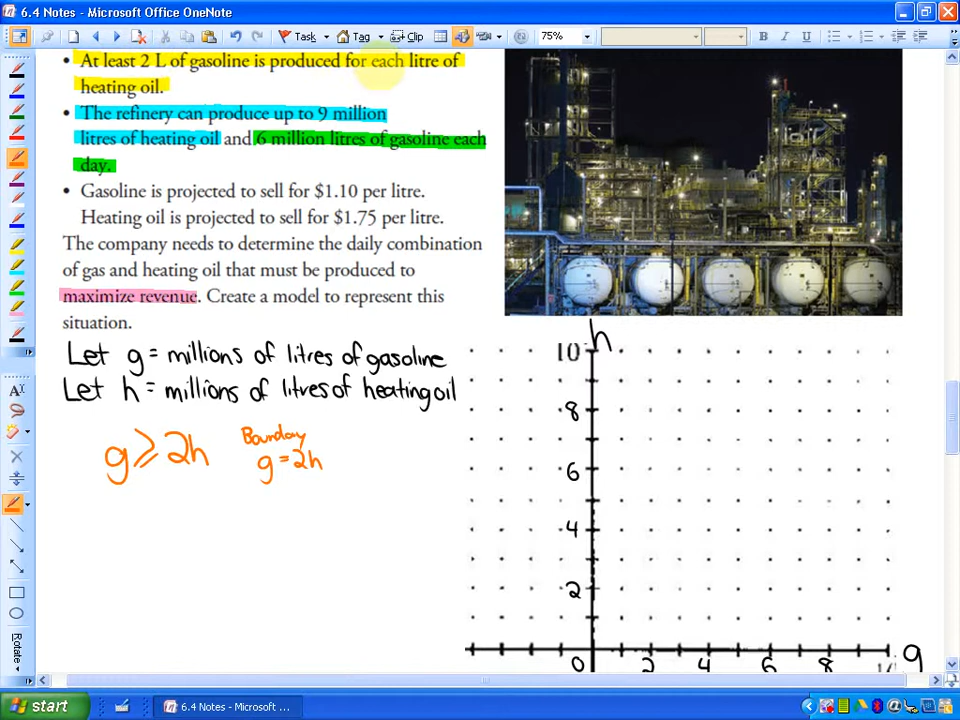 6.4 Notes - Microsoft Office OneNote
Task Tag Clip 75% B I U
• At least 2 L of gasoline is produced for each litre of
heating oil.
• The refinery can produce up to 9 million
litres of heating oil and 6 million litres of gasoline each
day.
• Gasoline is projected to sell for $1.10 per litre.
Heating oil is projected to sell for $1.75 per litre.
The company needs to determine the daily combination
of gas and heating oil that must be produced to
maximize revenue. Create a model to represent this
situation.
Let g = millions of litres of gasoline
Let h = millions of litres of heating oil
g ≥ 2h
Boundary
g = 2h
h
10
8
6
4
2
0 2 4 6 8 10 g
Rotate
start 6.4 Notes - Microsoft ...